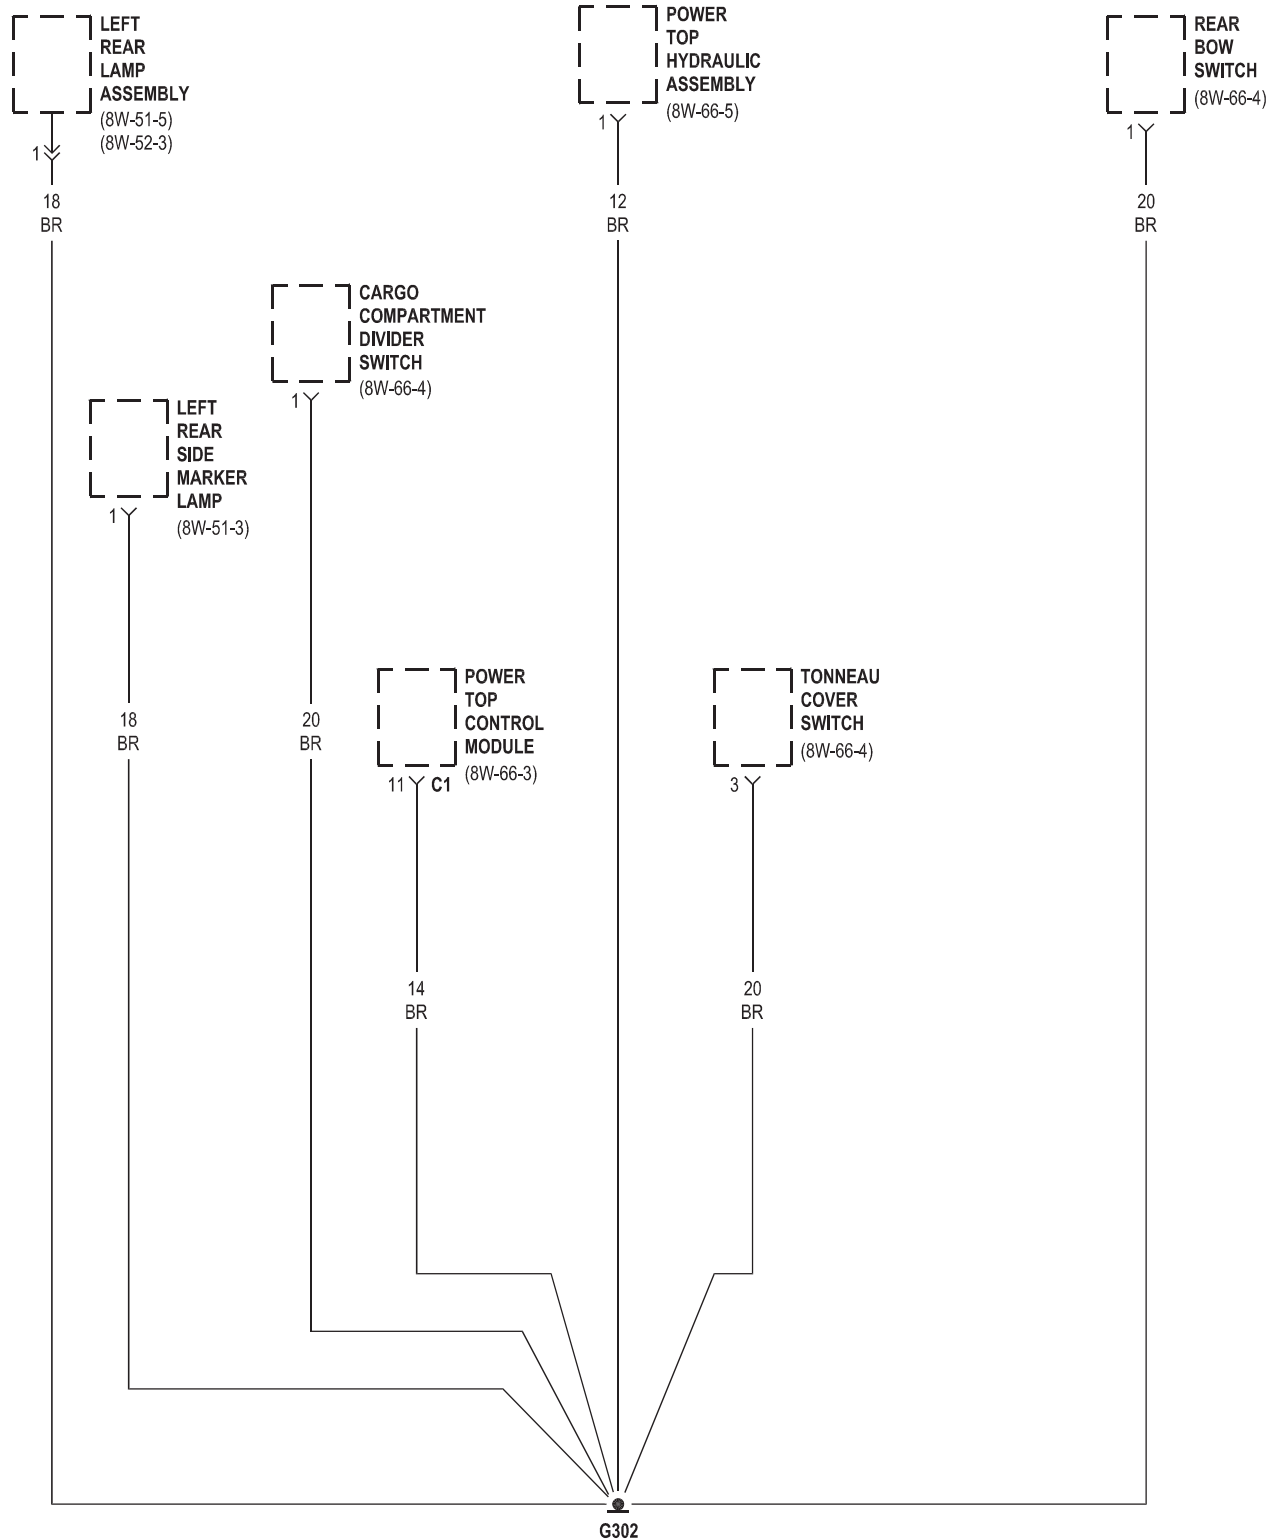 LEFT
REAR
LAMP
ASSEMBLY
(8W-51-5)
(8W-52-3)
1
18
BR
POWER
TOP
HYDRAULIC
ASSEMBLY
(8W-66-5)
1
12
BR
REAR
BOW
SWITCH
(8W-66-4)
1
20
BR
CARGO
COMPARTMENT
DIVIDER
SWITCH
(8W-66-4)
1
20
BR
LEFT
REAR
SIDE
MARKER
LAMP
(8W-51-3)
1
18
BR
POWER
TOP
CONTROL
MODULE
(8W-66-3)
11 C1
14
BR
TONNEAU
COVER
SWITCH
(8W-66-4)
3
20
BR
G302